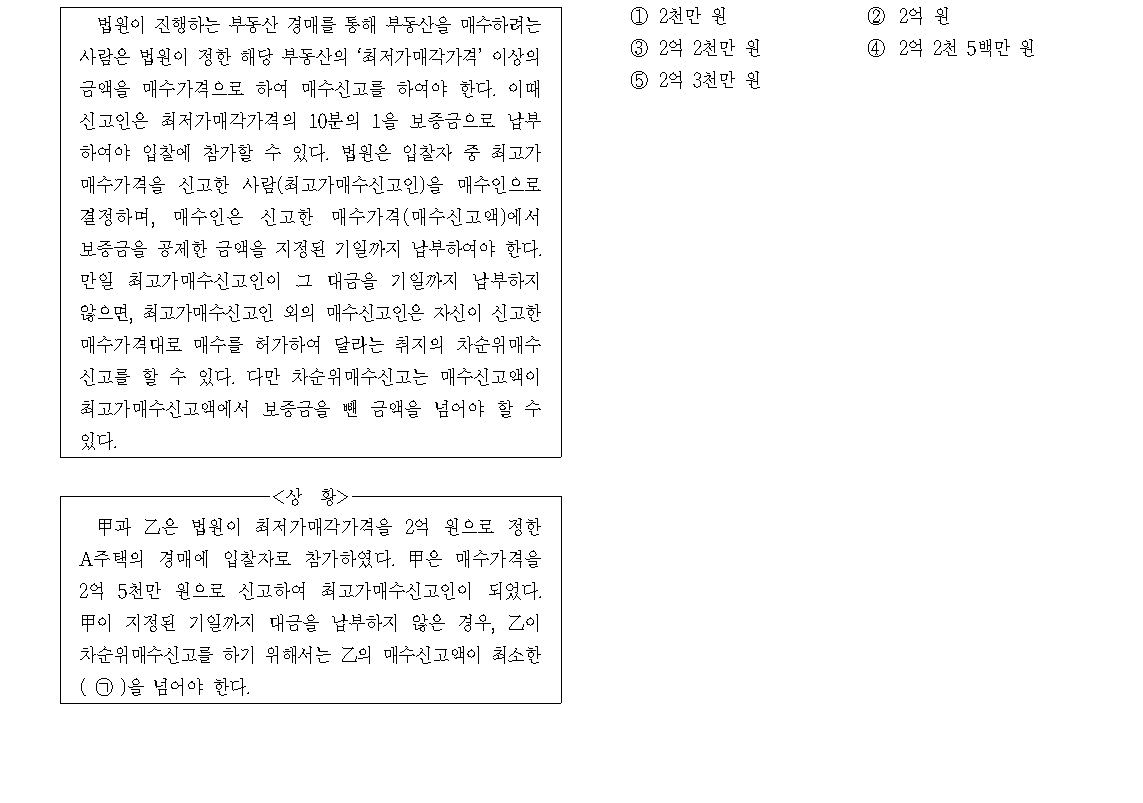 법원이 진행하는 부동산 경매를 통해 부동산을 매수하려는
사람은 법원이 정한 해당 부동산의 ‘최저가매각가격’ 이상의
금액을 매수가격으로 하여 매수신고를 하여야 한다. 이때
신고인은 최저가매각가격의 10분의 1을 보증금으로 납부
하여야 입찰에 참가할 수 있다. 법원은 입찰자 중 최고가
매수가격을 신고한 사람(최고가매수신고인)을 매수인으로
결정하며, 매수인은 신고한 매수가격(매수신고액)에서
보증금을 공제한 금액을 지정된 기일까지 납부하여야 한다.
만일 최고가매수신고인이 그 대금을 기일까지 납부하지
않으면, 최고가매수신고인 외의 매수신고인은 자신이 신고한
매수가격대로 매수를 허가하여 달라는 취지의 차순위매수
신고를 할 수 있다. 다만 차순위매수신고는 매수신고액이
최고가매수신고액에서 보증금을 뺀 금액을 넘어야 할 수
있다.
<상 황>
甲과 乙은 법원이 최저가매각가격을 2억 원으로 정한
A주택의 경매에 입찰자로 참가하였다. 甲은 매수가격을
2억 5천만 원으로 신고하여 최고가매수신고인이 되었다.
甲이 지정된 기일까지 대금을 납부하지 않은 경우, 乙이
차순위매수신고를 하기 위해서는 乙의 매수신고액이 최소한
( ㉠ )을 넘어야 한다.
① 2천만 원
② 2억 원
③ 2억 2천만 원
④ 2억 2천 5백만 원
⑤ 2억 3천만 원